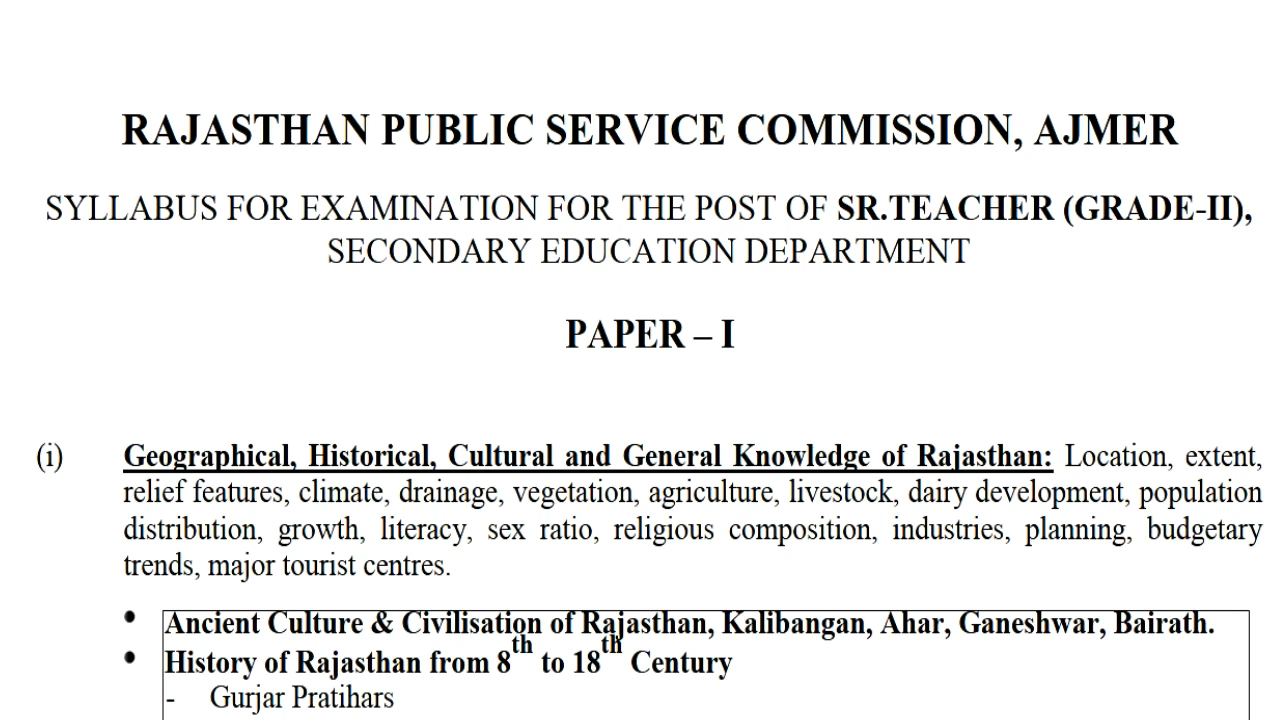 RAJASTHAN PUBLIC SERVICE COMMISSION, AJMER
SYLLABUS FOR EXAMINATION FOR THE POST OF SR.TEACHER (GRADE-II),
SECONDARY EDUCATION DEPARTMENT
PAPER – I
(i) Geographical, Historical, Cultural and General Knowledge of Rajasthan: Location, extent,
relief features, climate, drainage, vegetation, agriculture, livestock, dairy development, population
distribution, growth, literacy, sex ratio, religious composition, industries, planning, budgetary
trends, major tourist centres.
• Ancient Culture & Civilisation of Rajasthan, Kalibangan, Ahar, Ganeshwar, Bairath.
• History of Rajasthan from 8th to 18th Century
- Gurjar Pratihars